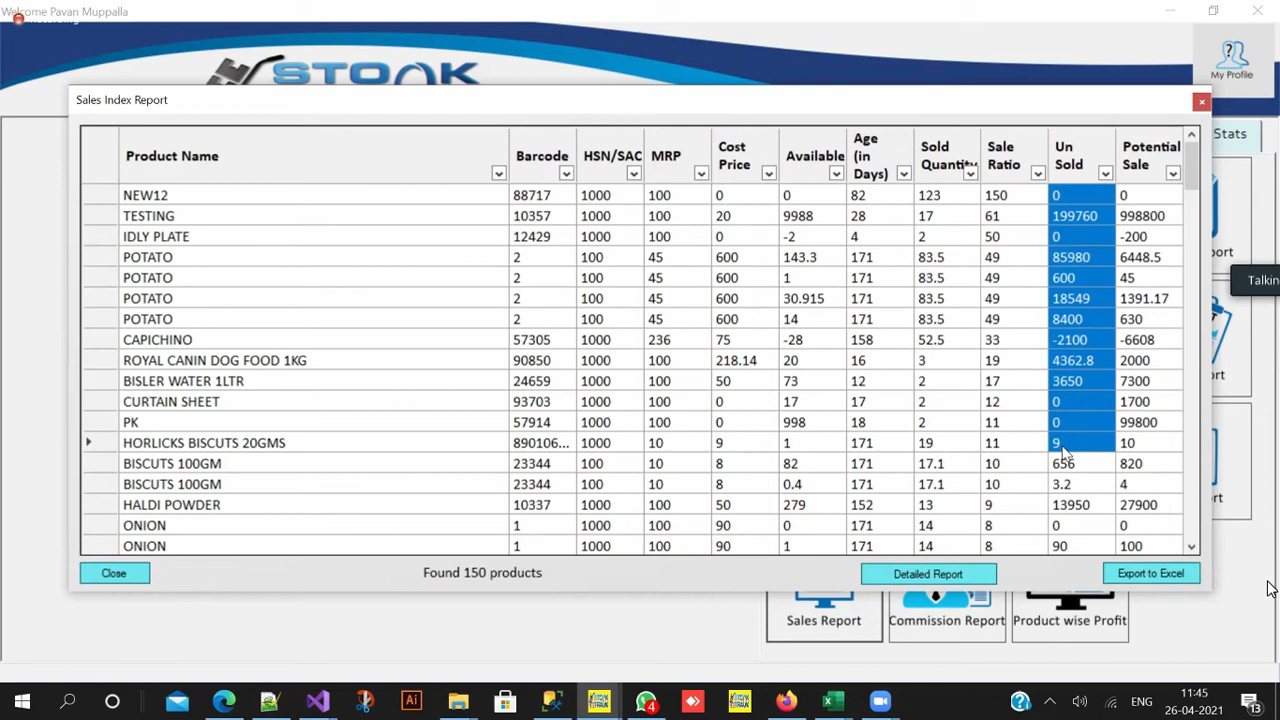 Welcome Pavan Muppalla
My Profile
Sales Index Report
Stats
Product Name Barcode HSN/SAC MRP Cost Price Available Age (in Days) Sold Quantity Sale Ratio Un Sold Potential Sale
NEW12 88717 1000 100 0 0 82 123 150 0 0
TESTING 10357 1000 100 20 9988 28 17 61 199760 998800
IDLY PLATE 12429 1000 100 0 -2 4 2 50 0 -200
POTATO 2 100 45 600 143.3 171 83.5 49 85980 6448.5
POTATO 2 100 45 600 1 171 83.5 49 600 45
POTATO 2 100 45 600 30.915 171 83.5 49 18549 1391.17
POTATO 2 100 45 600 14 171 83.5 49 8400 630
CAPICHINO 57305 1000 236 75 -28 158 52.5 33 -2100 -6608
ROYAL CANIN DOG FOOD 1KG 90850 1000 100 218.14 20 16 3 19 4362.8 2000
BISLER WATER 1LTR 24659 1000 100 50 73 12 2 17 3650 7300
CURTAIN SHEET 93703 1000 100 0 17 17 2 12 0 1700
PK 57914 1000 100 0 998 18 2 11 0 99800
HORLICKS BISCUTS 20GMS 890106... 1000 10 9 1 171 19 11 9 10
BISCUTS 100GM 23344 100 10 8 82 171 17.1 10 656 820
BISCUTS 100GM 23344 100 10 8 0.4 171 17.1 10 3.2 4
HALDI POWDER 10337 1000 100 50 279 152 13 9 13950 27900
ONION 1 1000 100 90 0 171 14 8 0 0
ONION 1 1000 100 90 1 171 14 8 90 100
Talkin
Close Found 150 products Detailed Report Export to Excel
Sales Report Commission Report Product wise Profit
4 ENG 11:45
26-04-2021 13